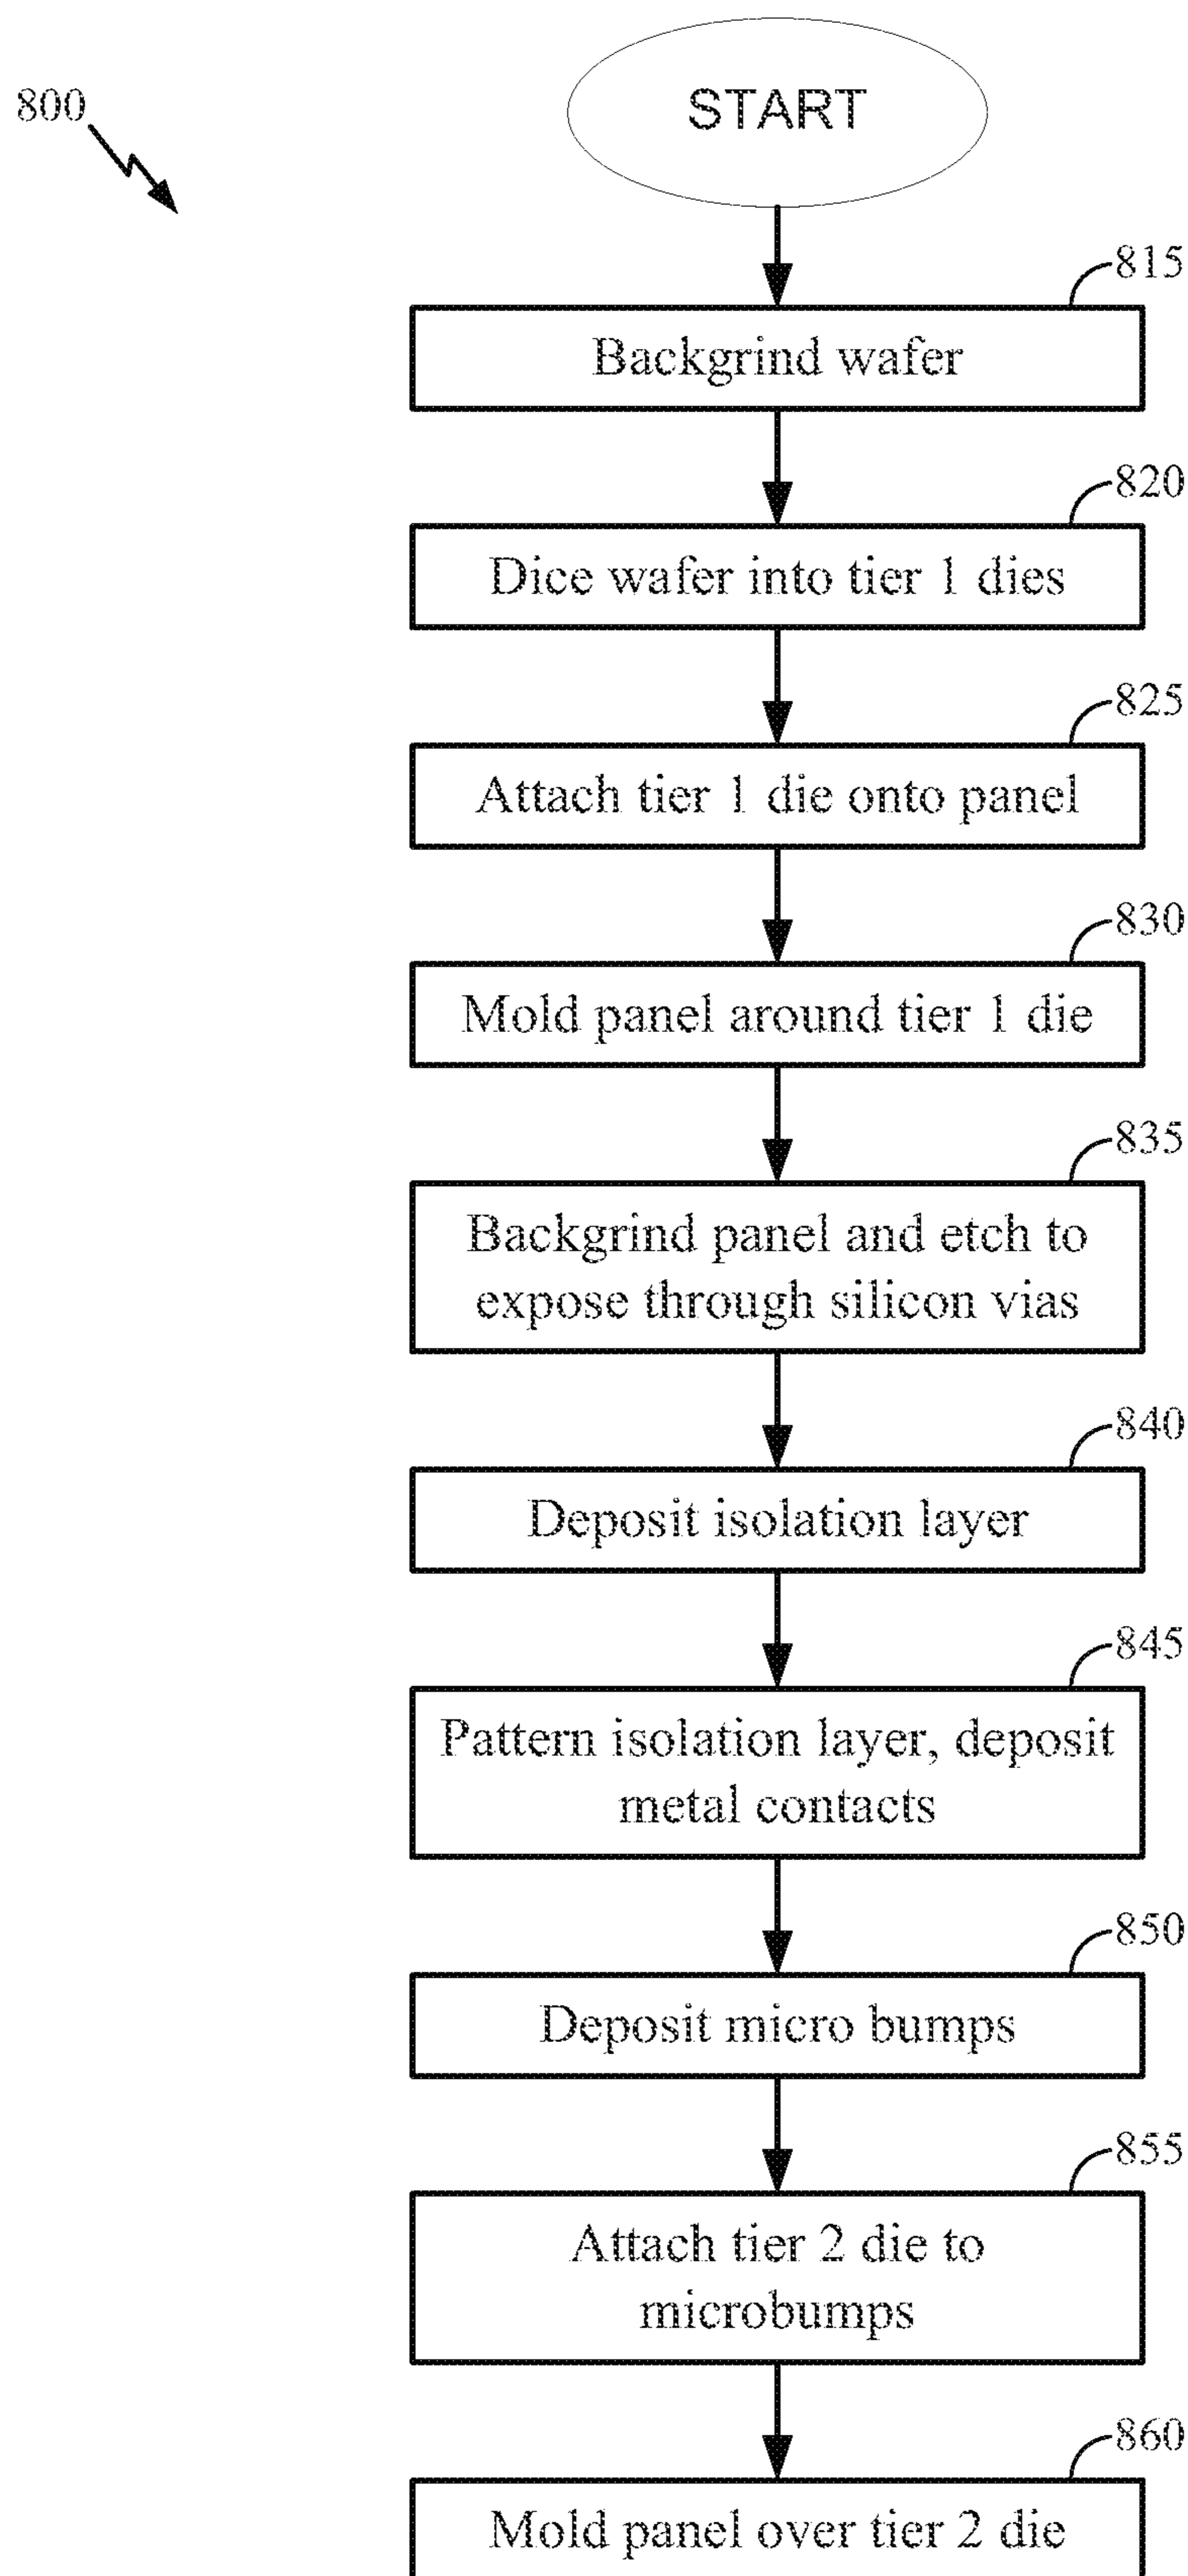 800
START
815
Backgrind wafer
820
Dice wafer into tier 1 dies
825
Attach tier 1 die onto panel
830
Mold panel around tier 1 die
835
Backgrind panel and etch to
expose through silicon vias
840
Deposit isolation layer
845
Pattern isolation layer, deposit
metal contacts
850
Deposit micro bumps
855
Attach tier 2 die to
microbumps
860
Mold panel over tier 2 die